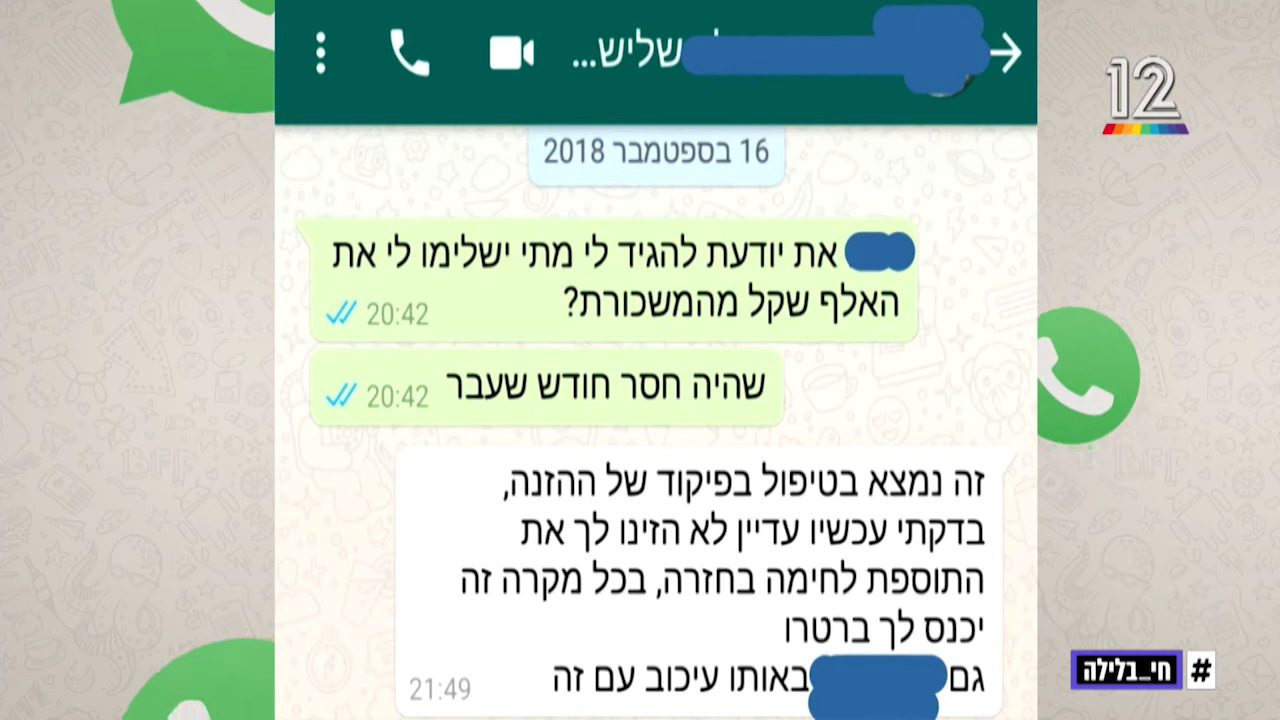 שליש...
12
16 בספטמבר 2018
את יודעת להגיד לי מתי ישלימו לי את
האלף שקל מהמשכורת?
20:42
שהיה חסר חודש שעבר
20:42
זה נמצא בטיפול בפיקוד של ההזנה,
בדקתי עכשיו עדיין לא הזינו לך את
התוספת לחימה בחזרה, בכל מקרה זה
יכנס לך ברטרו
גם באותו עיכוב עם זה
21:49
#חי_בלילה
BFF
BFF